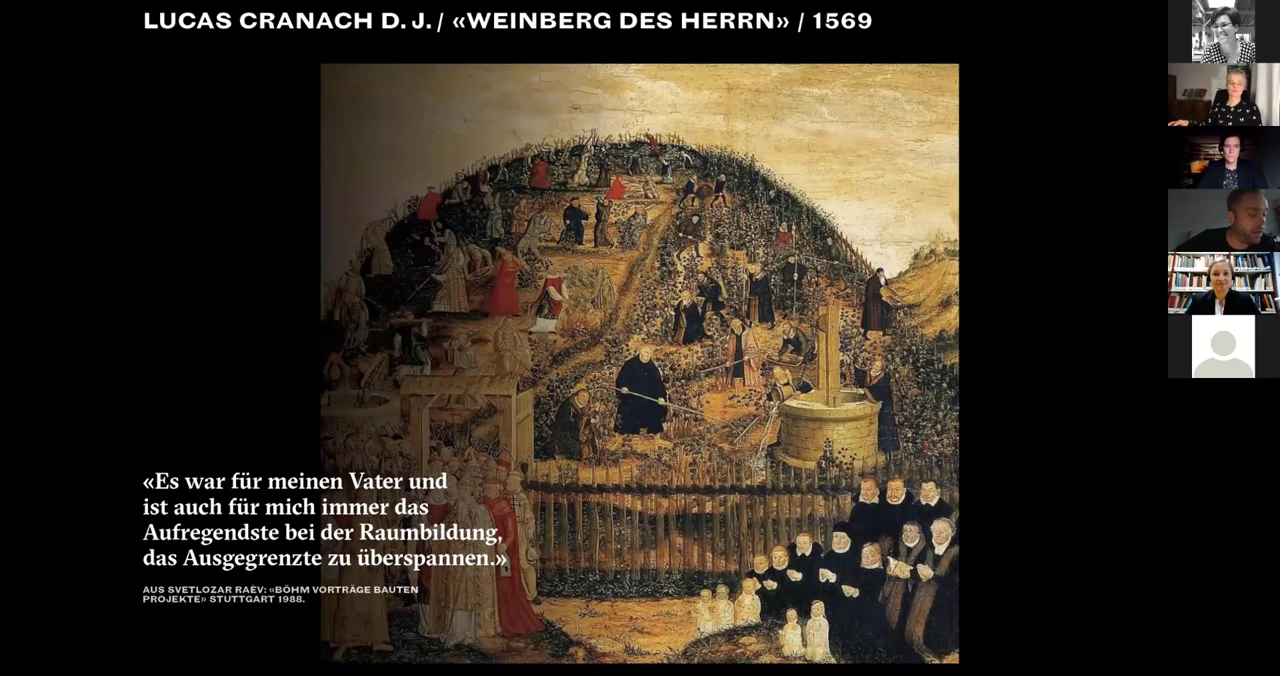 LUCAS CRANACH D. J. / «WEINBERG DES HERRN» / 1569
«Es war für meinen Vater und
ist auch für mich immer das
Aufregendste bei der Raumbildung,
das Ausgegrenzte zu überspannen.»
AUS SVETLOZAR RAÈV: «BÖHM VORTRÄGE BAUTEN
PROJEKTE» STUTTGART 1988.